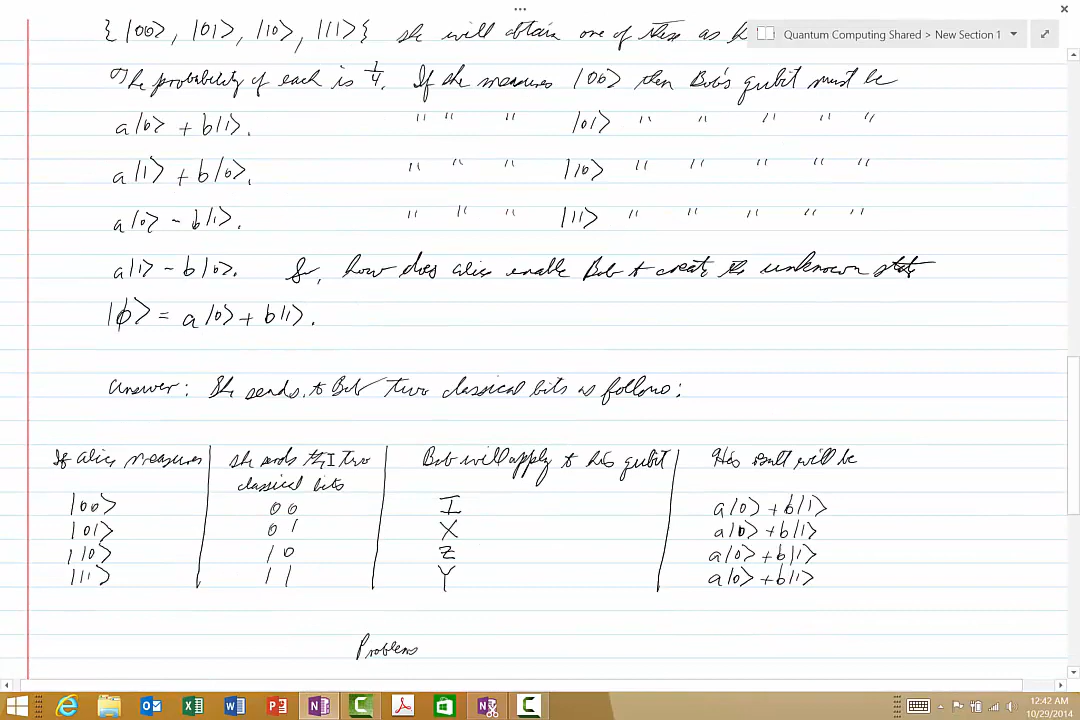 { |00>, |01>, |10>, |11> } she will obtain one of these as
Quantum Computing Shared > New Section 1
The probability of each is 1/4. If she measures |00> then Bob's qubit must be
a|0> + b|1>. " " " |01> " " " " "
a|1> + b|0>. " " " |10> " " " " "
a|0> - b|1>. " " " |11> " " " " "
a|1> - b|0>. So, how does alice enable Bob to create the unknown state
|ϕ> = a|0> + b|1>.
Answer: She sends to Bob two classical bits as follows:
If alice measures | she sends two | Bob will apply to his qubit | His result will be
classical bits
|00> 00 I a|0> + b|1>
|01> 01 X a|0> + b|1>
|10> 10 Z a|0> + b|1>
|11> 11 Y a|0> + b|1>
Problems
12:42 AM
10/29/2014